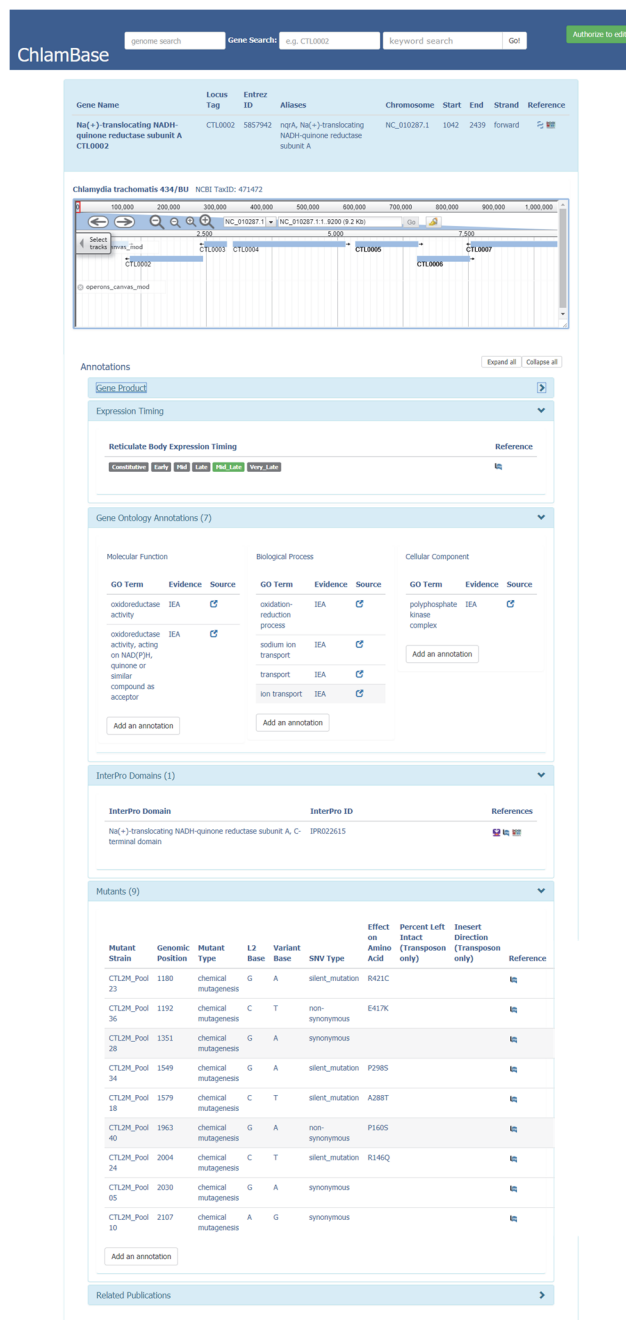 ChlamBase
genome search
Gene Search:
e.g. CTL0002
keyword search
Go!
Authorize to edit
Gene Name
Locus Tag
Entrez ID
Aliases
Chromosome
Start
End
Strand
Reference
Na(+)-translocating NADH-
quinone reductase subunit A
CTL0002
CTL0002
5857942
nqrA, Na(+)-translocating
NADH-quinone reductase
subunit A
NC_010287.1
1042
2439
forward
Chlamydia trachomatis 434/BU NCBI TaxID: 471472
0 100,000 200,000 300,000 400,000 500,000 600,000 700,000 800,000 900,000 1,000,000
NC_010287.1
NC_010287.1:1..9200 (9.2 Kb)
Go
Select
tracks
2,500 5,000 7,500
anvas_mod
CTL0003 CTL0004 CTL0005 CTL0007
CTL0002 CTL0006
operons_canvas_mod
Annotations
Expand all
Collapse all
Gene Product
Expression Timing
Reticulate Body Expression Timing Reference
Constitutive Early Mid Late Mid_Late Very_Late
Gene Ontology Annotations (7)
Molecular Function
GO Term Evidence Source
oxidoreductase IEA
activity
oxidoreductase IEA
activity, acting
on NAD(P)H,
quinone or
similar
compound as
acceptor
Add an annotation
Biological Process
GO Term Evidence Source
oxidation- IEA
reduction
process
sodium ion IEA
transport
transport IEA
ion transport IEA
Add an annotation
Cellular Component
GO Term Evidence Source
polyphosphate IEA
kinase
complex
Add an annotation
InterPro Domains (1)
InterPro Domain InterPro ID References
Na(+)-translocating NADH-quinone reductase subunit A, C- IPR022615
terminal domain
Mutants (9)
Mutant Strain
Genomic Position
Mutant Type
L2 Base
Variant Base
SNV Type
Effect on Amino Acid
Percent Left Intact (Transposon only)
Inesert Direction (Transposon only)
Reference
CTL2M_Pool 1180 chemical G A silent_mutation R421C
23 mutagenesis
CTL2M_Pool 1192 chemical C T non- E417K
36 mutagenesis synonymous
CTL2M_Pool 1351 chemical G A synonymous
28 mutagenesis
CTL2M_Pool 1549 chemical G A silent_mutation P298S
34 mutagenesis
CTL2M_Pool 1579 chemical C T silent_mutation A288T
18 mutagenesis
CTL2M_Pool 1963 chemical G A non- P160S
40 mutagenesis synonymous
CTL2M_Pool 2004 chemical C T silent_mutation R146Q
24 mutagenesis
CTL2M_Pool 2030 chemical G A synonymous
05 mutagenesis
CTL2M_Pool 2107 chemical A G synonymous
10 mutagenesis
Add an annotation
Related Publications